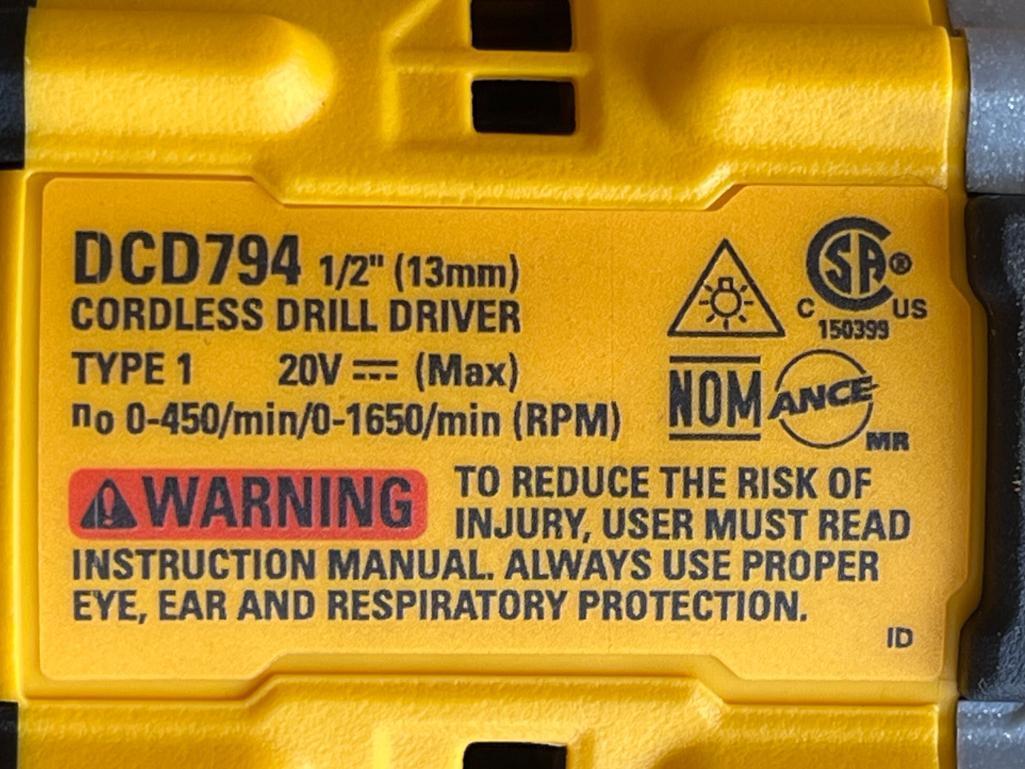 DCD794 1/2" (13mm)
CORDLESS DRILL DRIVER
TYPE 1 20V ⎓ (Max)
no 0-450/min/0-1650/min (RPM)
CSA®
C US
150399
NOM ANCE
MR
WARNING TO REDUCE THE RISK OF
INJURY, USER MUST READ
INSTRUCTION MANUAL. ALWAYS USE PROPER
EYE, EAR AND RESPIRATORY PROTECTION.
ID